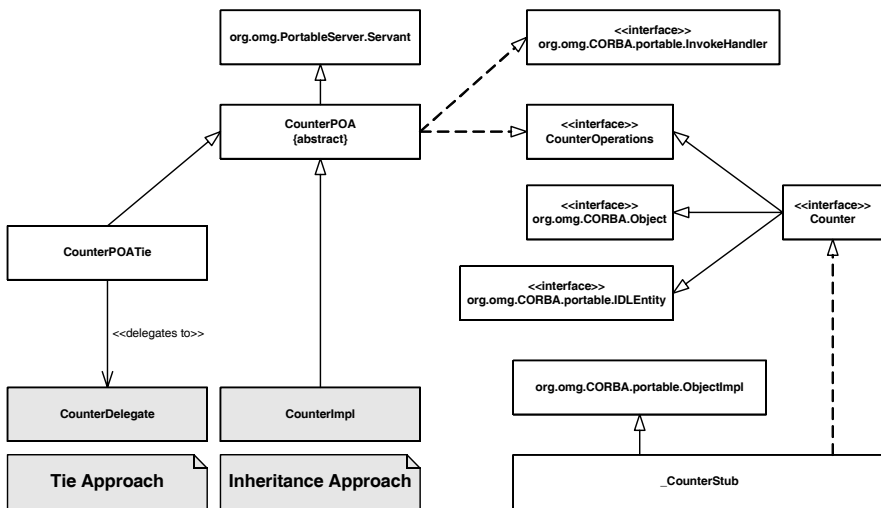 org.omg.PortableServer.Servant
<<interface>>
org.omg.CORBA.portable.InvokeHandler
CounterPOA
{abstract}
<<interface>>
CounterOperations
<<interface>>
org.omg.CORBA.Object
<<interface>>
Counter
CounterPOATie
<<interface>>
org.omg.CORBA.portable.IDLEntity
<<delegates to>>
CounterDelegate
CounterImpl
org.omg.CORBA.portable.ObjectImpl
Tie Approach
Inheritance Approach
_CounterStub